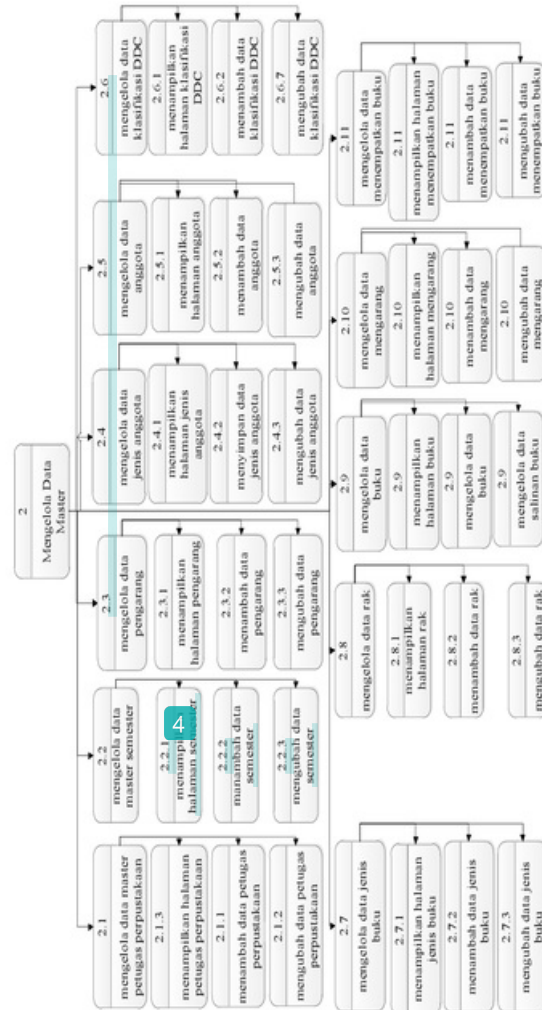 2
Mengelola Data
Master
2.1
mengelola data master
petugas perpustakaan
2.1.3
menampilkan halaman
petugas perpustakaan
2.1.1
menambah data petugas
perpustakaan
2.1.2
mengubah data petugas
perpustakaan
2.2
mengelola data
master semester
4
2.2.1
halaman semester
2.2.2
manambah data
semester
2.2.3
mengubah data
semester
2.3
mengelola data
pengarang
2.3.1
menampilkan
halaman pengarang
2.3.2
menambah data
pengarang
2.3.3
mengubah data
pengarang
2.4
mengelola data
jenis anggota
2.4.1
menampilkan
halaman jenis
anggota
2.4.2
menyimpan data
jenis anggota
2.4.3
mengubah data
jenis anggota
2.5
mengelola data
anggota
2.5.1
menampilkan
halaman anggota
2.5.2
menambah data
anggota
2.5.3
mengubah data
anggota
2.6
mengelola data
klasifikasi DDC
2.6.1
menampilkan
halaman klasifikasi
DDC
2.6.2
menambah data
klasifikasi DDC
2.6.7
mengubah data
klasifikasi DDC
2.7
mengelola data jenis
buku
2.7.1
menampilkan halaman
jenis buku
2.7.2
menambah data jenis
buku
2.7.3
mengubah data jenis
buku
2.8
mengelola data rak
2.8.1
menampilkan
halaman rak
2.8.2
menambah data rak
2.8.3
mengubah data rak
2.9
mengelola data
buku
2.9
menampilkan
halaman buku
2.9
mengelola data
buku
2.9
mengubah data
salinan buku
2.10
mengelola data
mengarang
2.10
menampilkan
halaman mengarang
2.10
menambah data
mengarang
2.10
mengubah data
mengarang
2.11
mengelola data
menempatkan buku
2.11
menampilkan halaman
menempatkan buku
2.11
menambah data
menempatkan buku
2.11
mengubah data
menempatkan buku